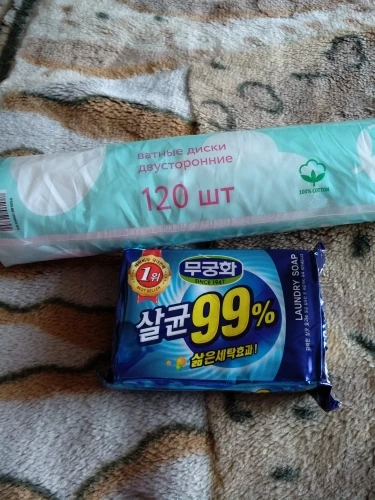 ватные диски
двусторонние
120 шт
100% COTTON
1위
무궁화
SINCE 1947
살균99%
삶은세탁효과!
LAUNDRY SOAP